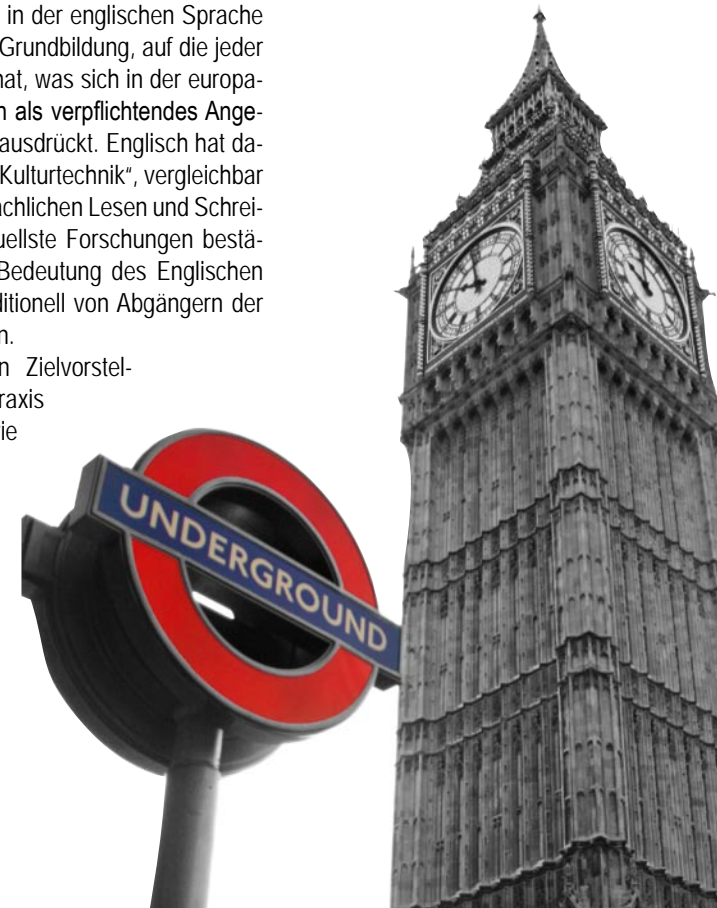 in der englischen Sprache
Grundbildung, auf die jeder
hat, was sich in der europa-
n als verpflichtendes Ange-
ausdrückt. Englisch hat da-
Kulturtechnik“, vergleichbar
chlichen Lesen und Schrei-
uellste Forschungen bestä-
Bedeutung des Englischen
ditionell von Abgängern der
n.
n Zielvorstel-
raxis
ie
UNDERGROUND